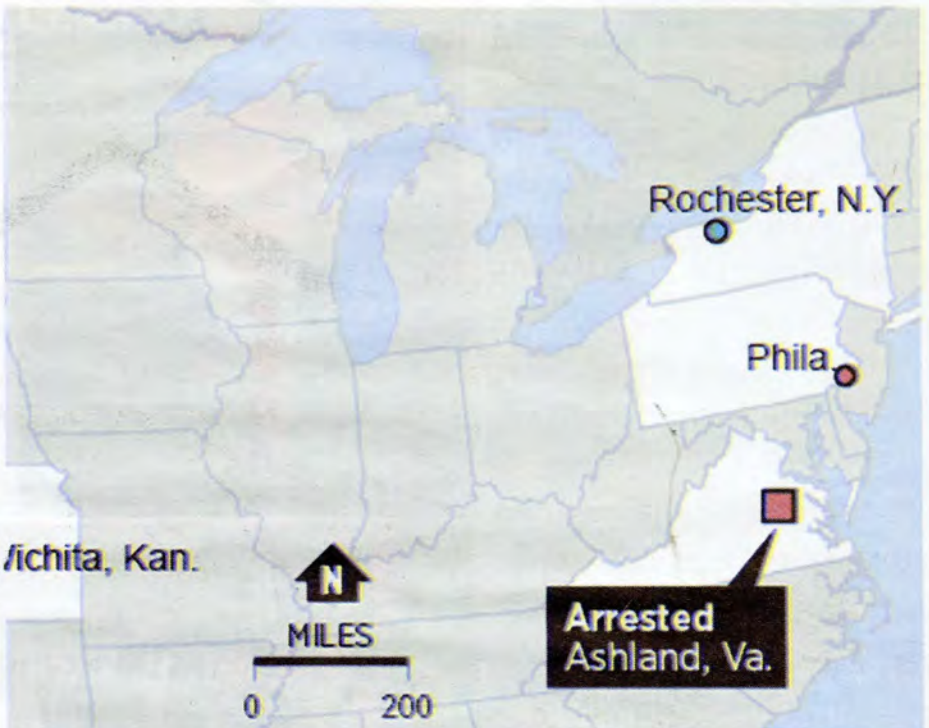 Rochester, N.Y.
Phila.
/ichita, Kan.
N
MILES
0 200
Arrested
Ashland, Va.